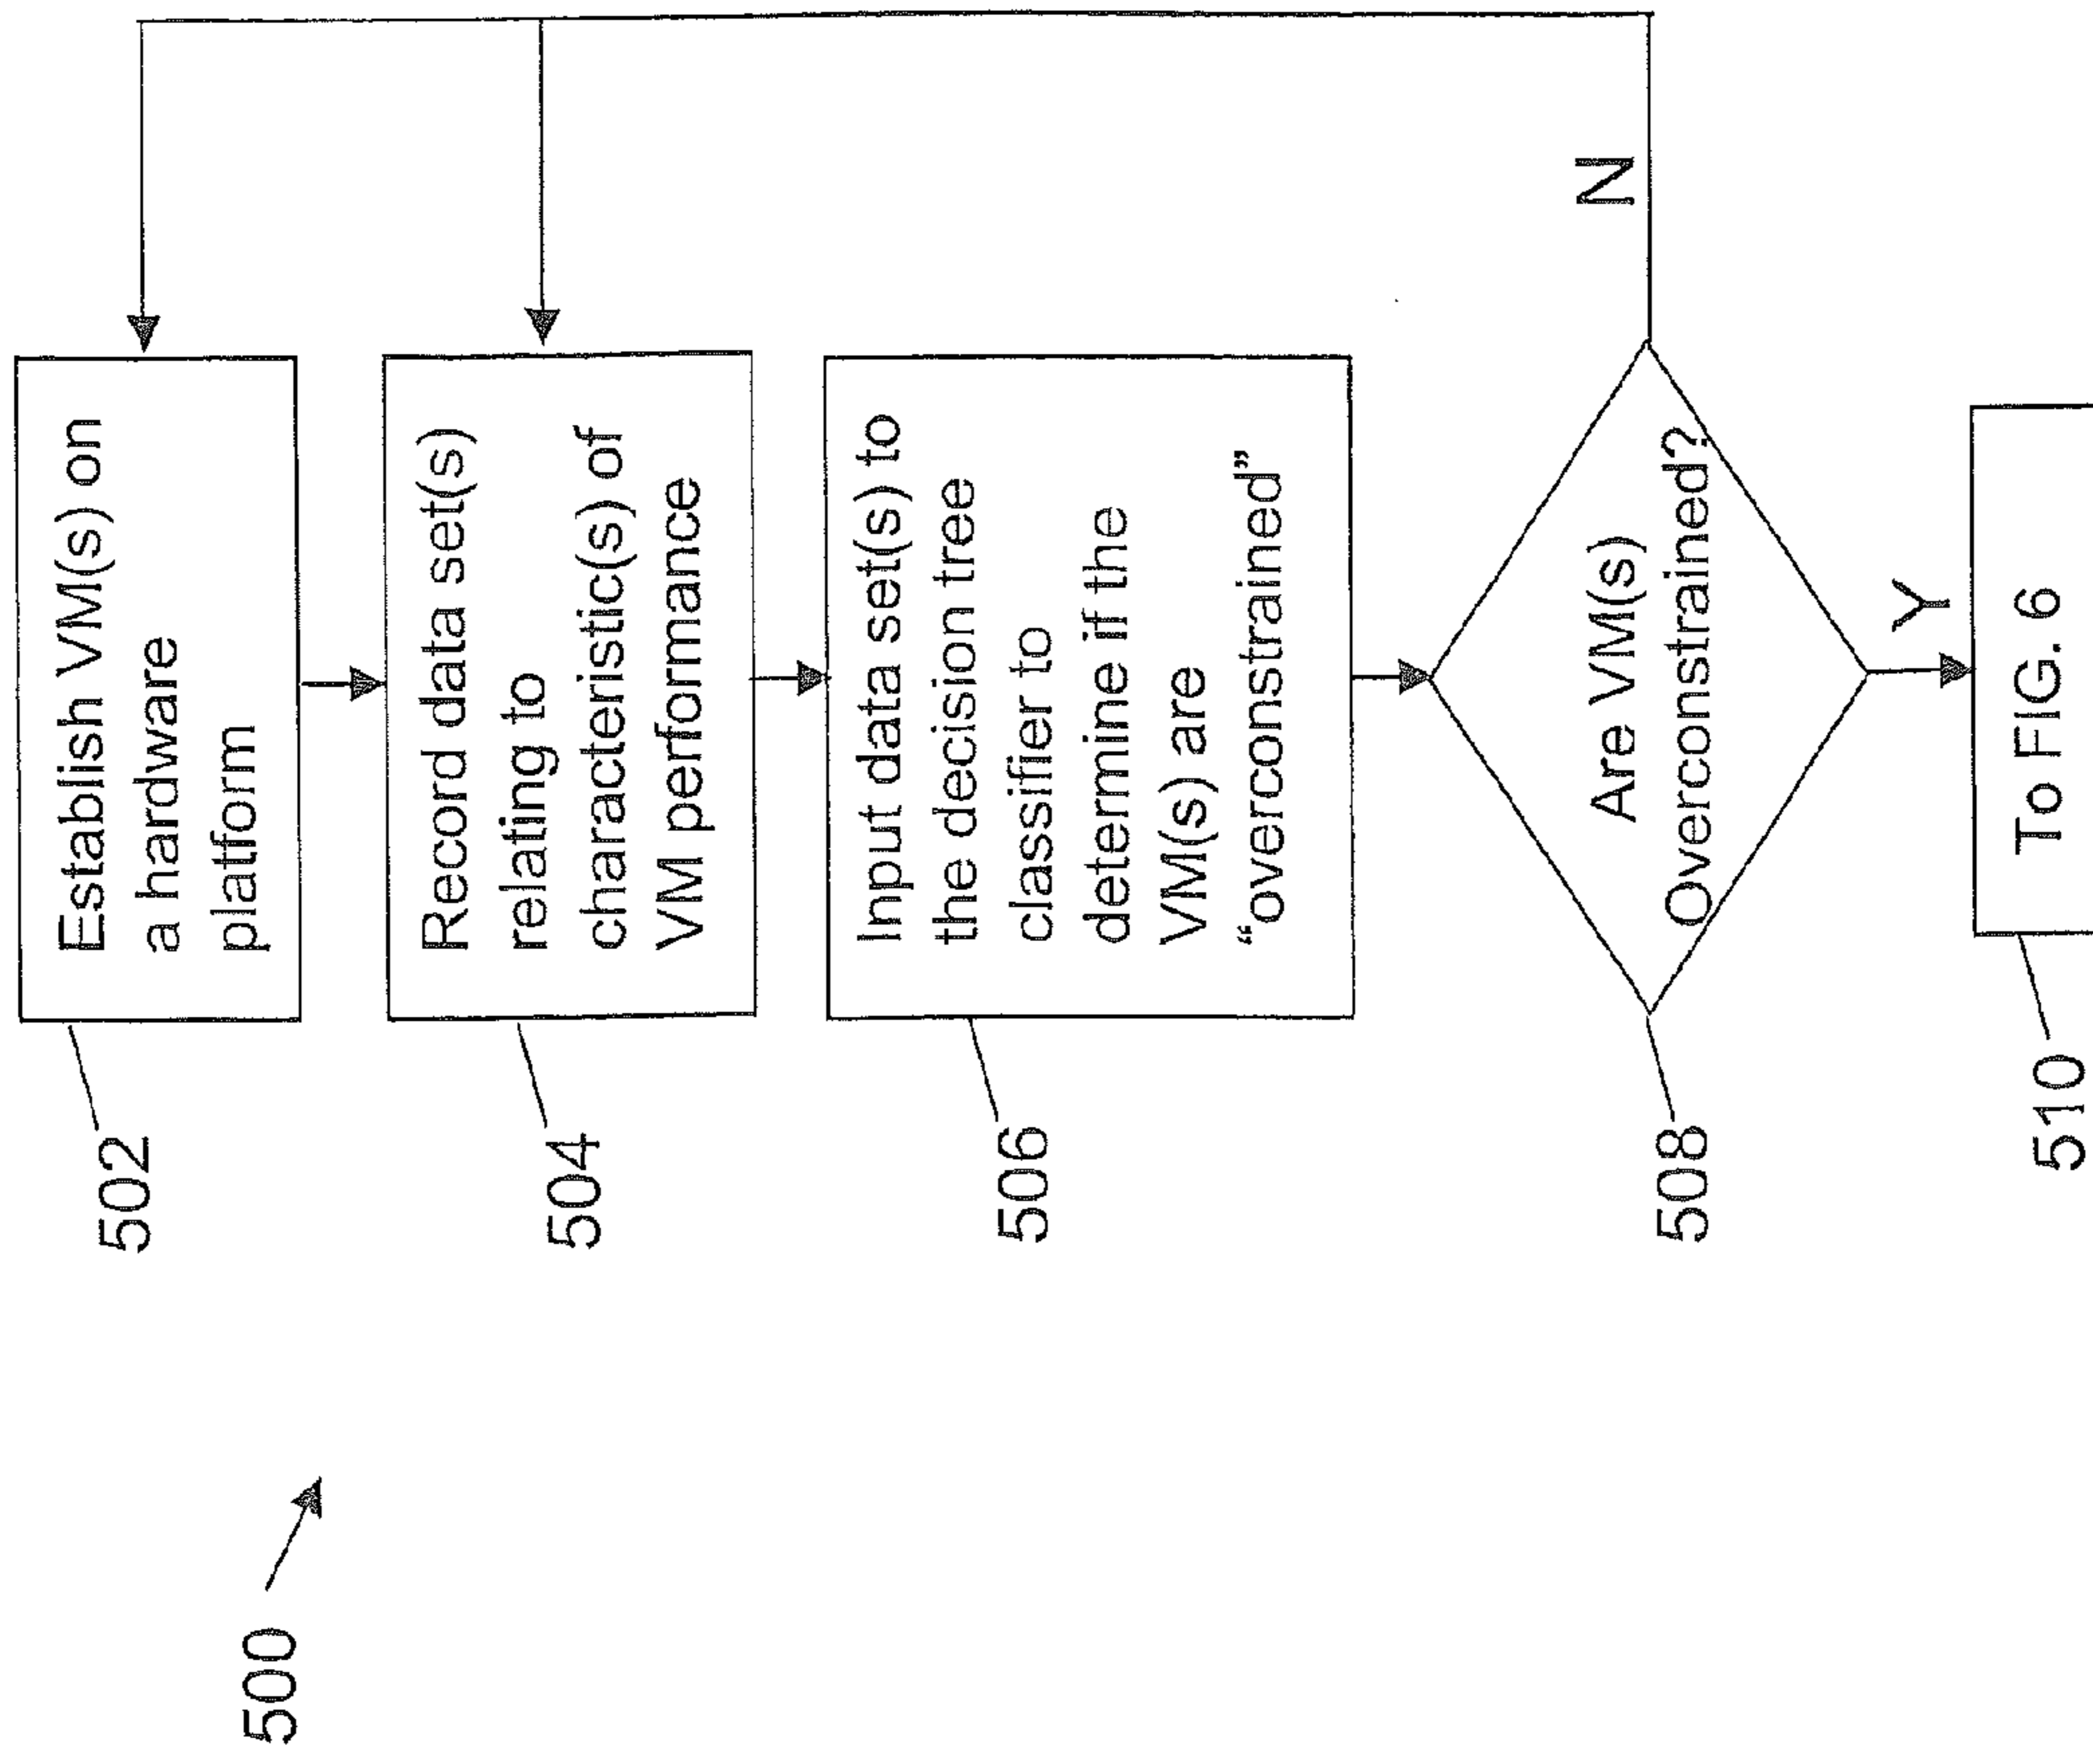 500
502
Establish VM(s) on
a hardware
platform
504
Record data set(s)
relating to
characteristic(s) of
VM performance
506
Input data set(s) to
the decision tree
classifier to
determine if the
VM(s) are
“overconstrained”
508
Are VM(s)
Overconstrained?
N
Y
510
To FIG. 6